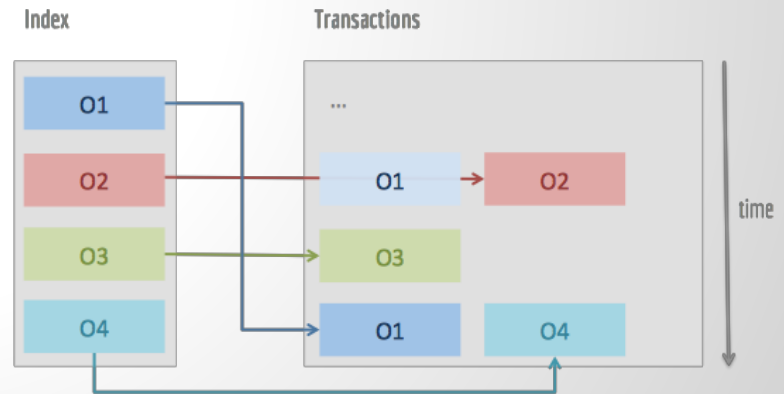 Index
Transactions
O1
...
O2
O1
O2
time
O3
O3
O4
O1
O4